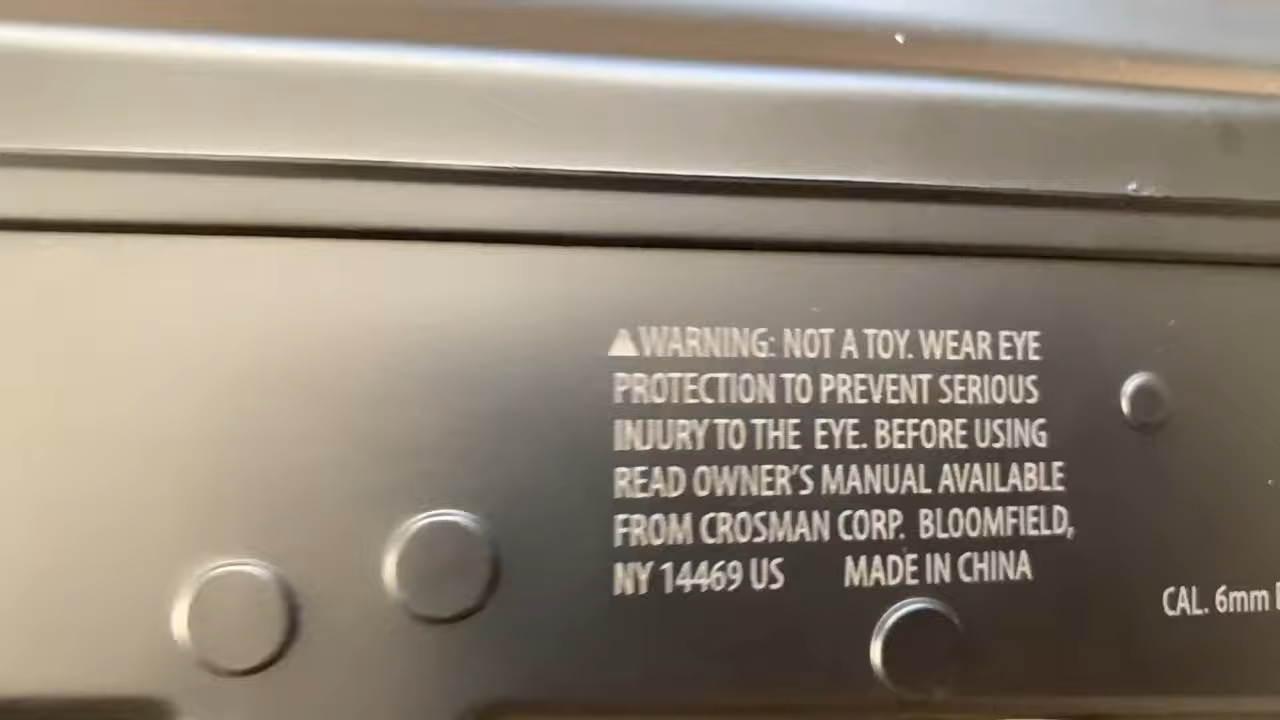 ⚠WARNING: NOT A TOY. WEAR EYE
PROTECTION TO PREVENT SERIOUS
INJURY TO THE EYE. BEFORE USING
READ OWNER'S MANUAL AVAILABLE
FROM CROSMAN CORP. BLOOMFIELD,
NY 14469 US MADE IN CHINA
CAL. 6mm